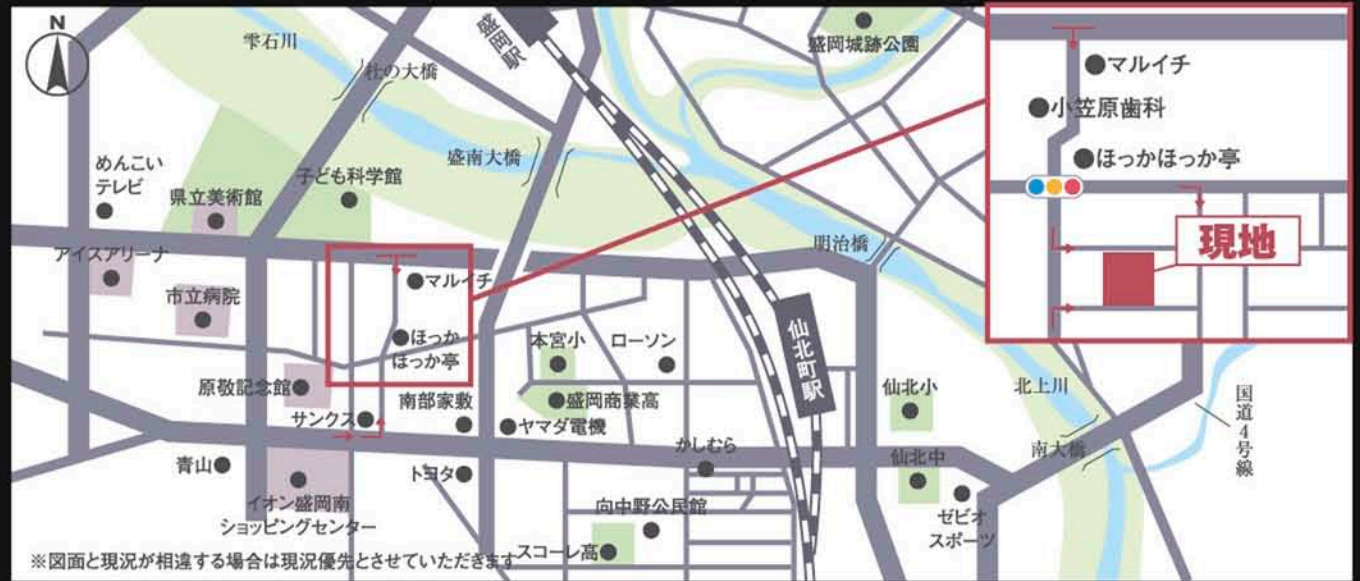 N
雫石川
杜の大橋
盛岡駅
盛岡城跡公園
めんこい
テレビ
県立美術館
子ども科学館
盛南大橋
明治橋
アイスアリーナ
市立病院
マルイチ
ほっか
ほっか亭
本宮小
ローソン
仙北町駅
原敬記念館
サンクス
南部家敷
盛岡商業高
ヤマダ電機
仙北小
北上川
国道4号線
青山
トヨタ
かしむら
仙北中
南大橋
イオン盛岡南
ショッピングセンター
向中野公民館
スコーレ高
ゼビオ
スポーツ
マルイチ
小笠原歯科
ほっかほっか亭
現地
※図面と現況が相違する場合は現況優先とさせていただきます